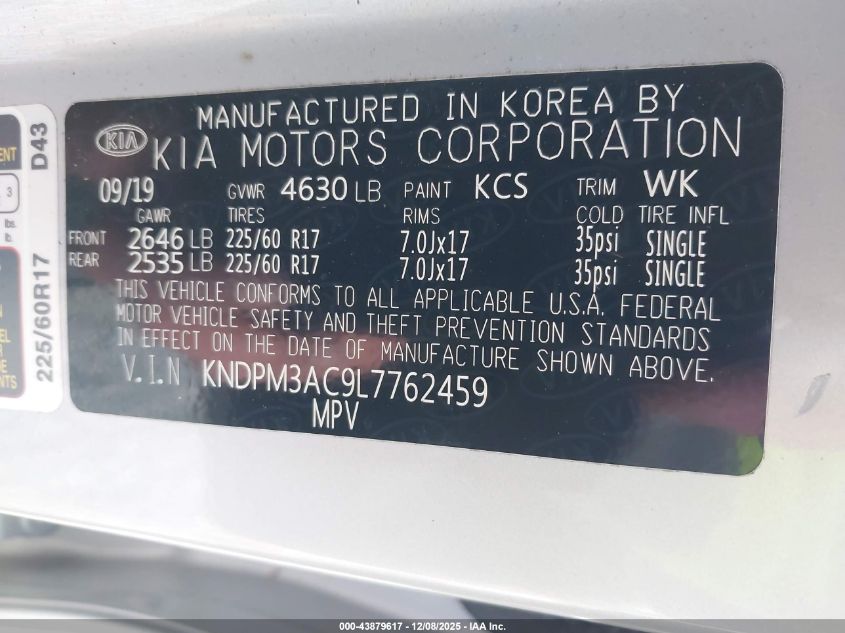 MANUFACTURED IN KOREA BY
KIA KIA MOTORS CORPORATION
09/19 GVWR 4630 LB PAINT KCS TRIM WK
GAWR TIRES RIMS COLD TIRE INFL
FRONT 2646 LB 225/60 R17 7.0Jx17 35psi SINGLE
REAR 2535 LB 225/60 R17 7.0Jx17 35psi SINGLE
THIS VEHICLE CONFORMS TO ALL APPLICABLE U.S.A. FEDERAL
MOTOR VEHICLE SAFETY AND THEFT PREVENTION STANDARDS
IN EFFECT ON THE DATE OF MANUFACTURE SHOWN ABOVE.
V.I.N KNDPM3AC9L7762459
MPV
225/60R17 D43
3
lbs.
lb.
000-43879617 - 12/08/2025 - IAA Inc.